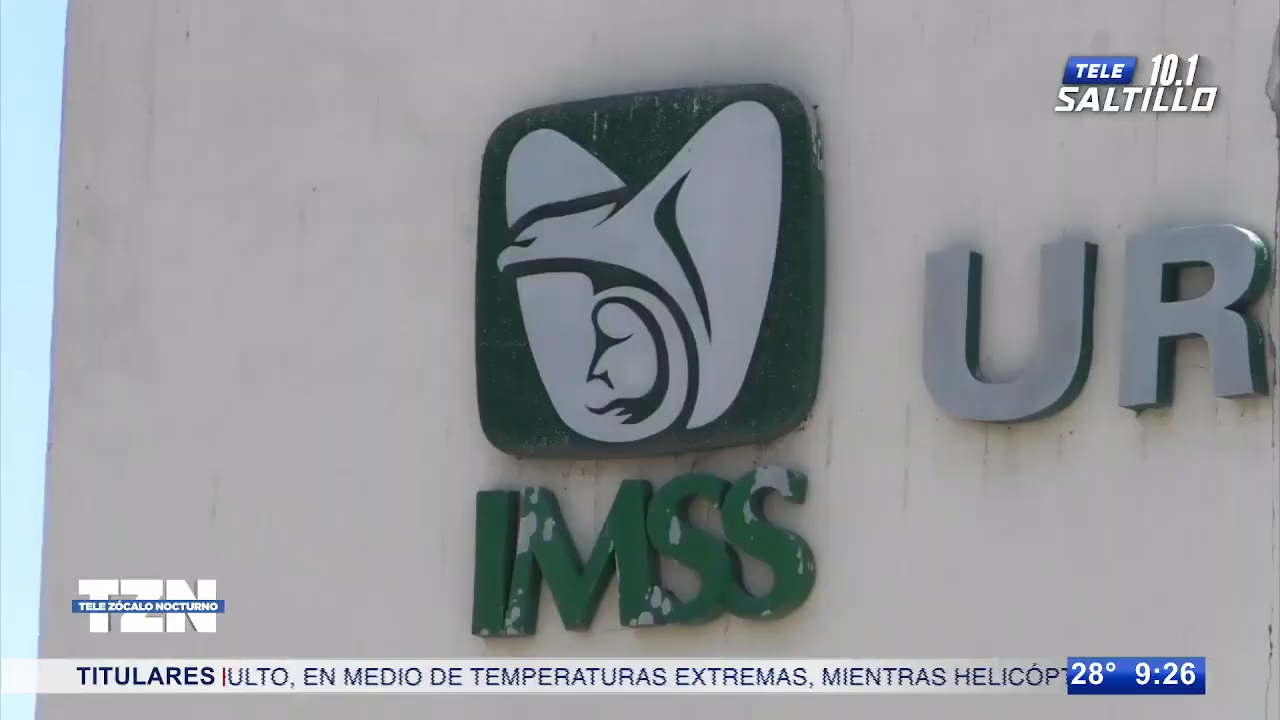 TELE 10.1
SALTILLO
UR
IMSS
TZN
TELE ZÓCALO NOCTURNO
TITULARES IULTO, EN MEDIO DE TEMPERATURAS EXTREMAS, MIENTRAS HELICÓPT 28° 9:26